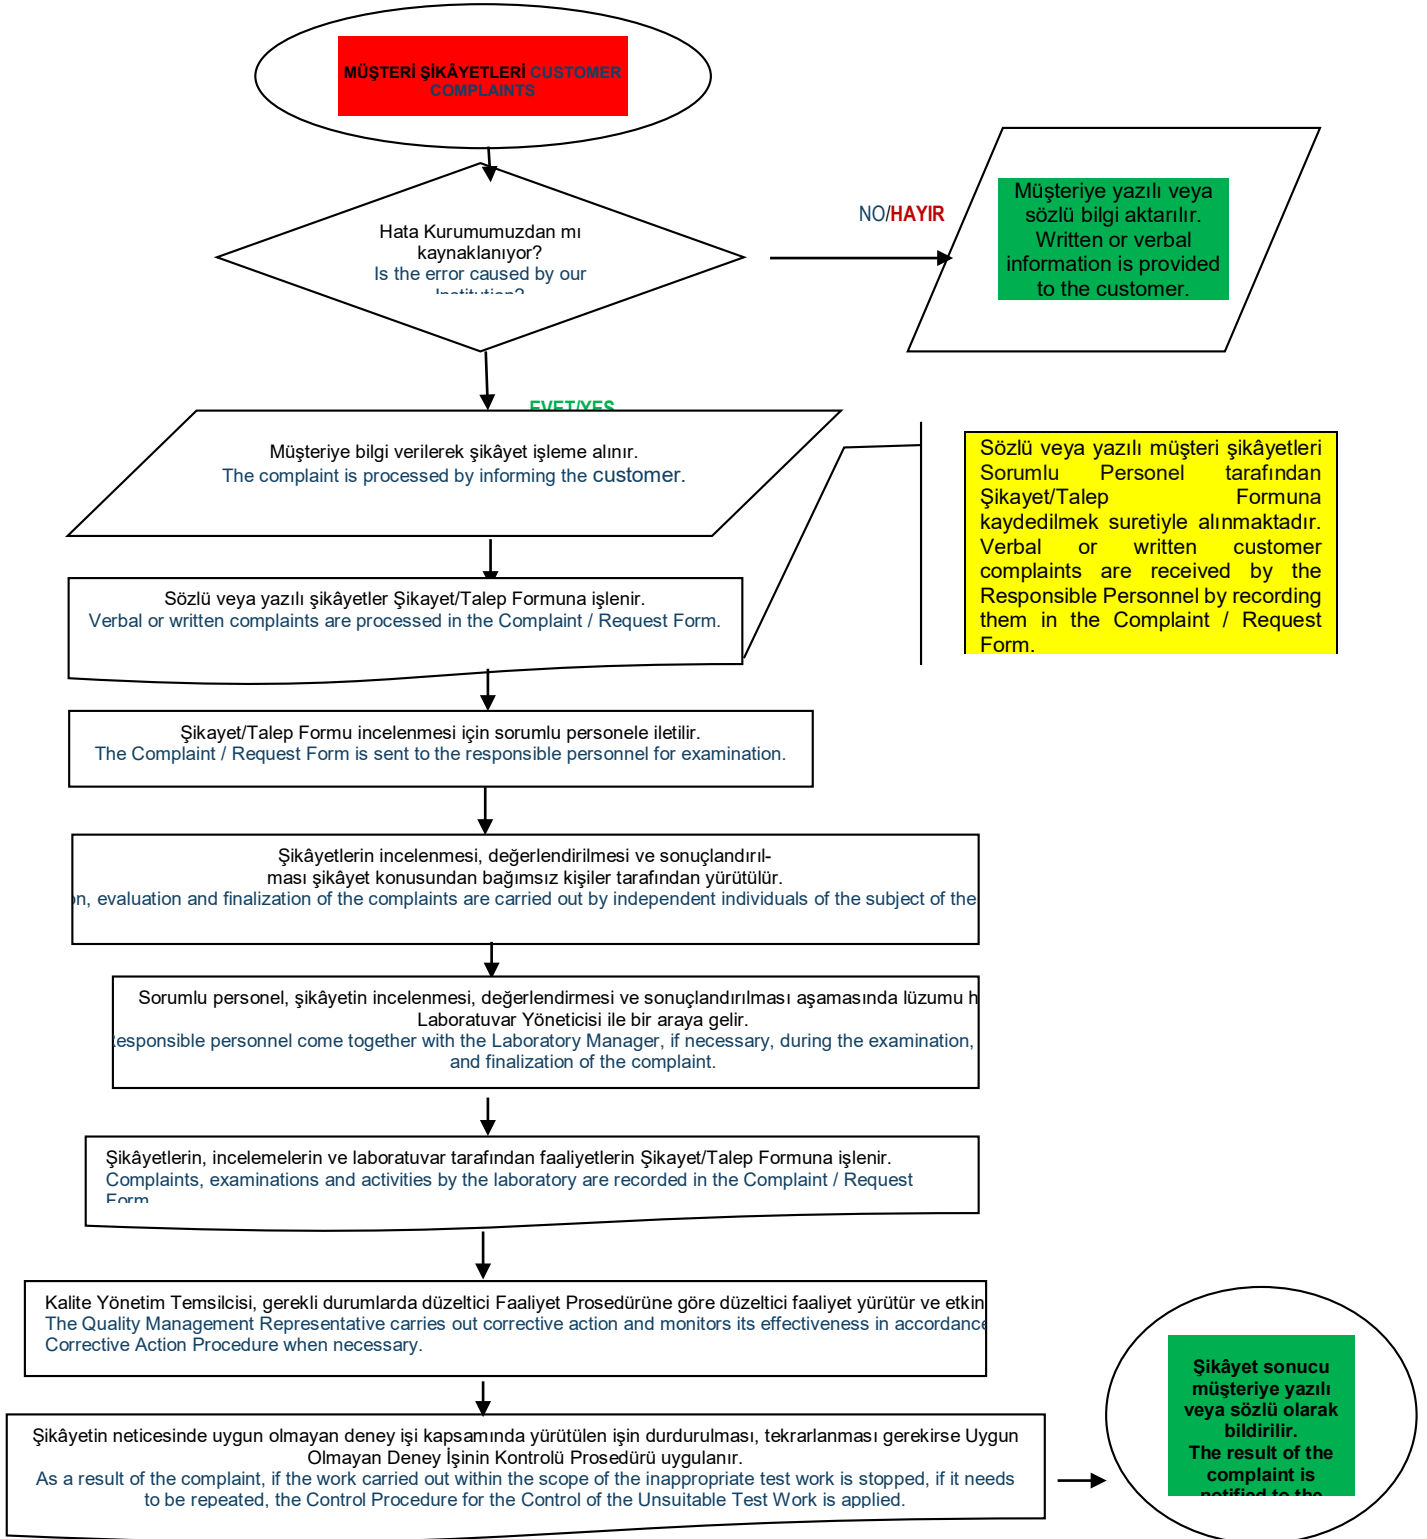 MÜŞTERİ ŞİKÂYETLERİ CUSTOMER
COMPLAINTS
Hata Kurumumuzdan mı
kaynaklanıyor?
Is the error caused by our
Institution?
NO/HAYIR
Müşteriye yazılı veya
sözlü bilgi aktarılır.
Written or verbal
information is provided
to the customer.
EVET/YES
Müşteriye bilgi verilerek şikâyet işleme alınır.
The complaint is processed by informing the customer.
Sözlü veya yazılı müşteri şikâyetleri
Sorumlu Personel tarafından
Şikayet/Talep Formuna
kaydedilmek suretiyle alınmaktadır.
Verbal or written customer
complaints are received by the
Responsible Personnel by recording
them in the Complaint / Request
Form.
Sözlü veya yazılı şikâyetler Şikayet/Talep Formuna işlenir.
Verbal or written complaints are processed in the Complaint / Request Form.
Şikayet/Talep Formu incelenmesi için sorumlu personele iletilir.
The Complaint / Request Form is sent to the responsible personnel for examination.
Şikâyetlerin incelenmesi, değerlendirilmesi ve sonuçlandırıl-
ması şikâyet konusundan bağımsız kişiler tarafından yürütülür.
on, evaluation and finalization of the complaints are carried out by independent individuals of the subject of the
Sorumlu personel, şikâyetin incelenmesi, değerlendirmesi ve sonuçlandırılması aşamasında lüzumu h
Laboratuvar Yöneticisi ile bir araya gelir.
esponsible personnel come together with the Laboratory Manager, if necessary, during the examination,
and finalization of the complaint.
Şikâyetlerin, incelemelerin ve laboratuvar tarafından faaliyetlerin Şikayet/Talep Formuna işlenir.
Complaints, examinations and activities by the laboratory are recorded in the Complaint / Request
Form
Kalite Yönetim Temsilcisi, gerekli durumlarda düzeltici Faaliyet Prosedürüne göre düzeltici faaliyet yürütür ve etkin
The Quality Management Representative carries out corrective action and monitors its effectiveness in accordance
Corrective Action Procedure when necessary.
Şikâyetin neticesinde uygun olmayan deney işi kapsamında yürütülen işin durdurulması, tekrarlanması gerekirse Uygun
Olmayan Deney İşinin Kontrolü Prosedürü uygulanır.
As a result of the complaint, if the work carried out within the scope of the inappropriate test work is stopped, if it needs
to be repeated, the Control Procedure for the Control of the Unsuitable Test Work is applied.
Şikâyet sonucu
müşteriye yazılı
veya sözlü olarak
bildirilir.
The result of the
complaint is
notified to the